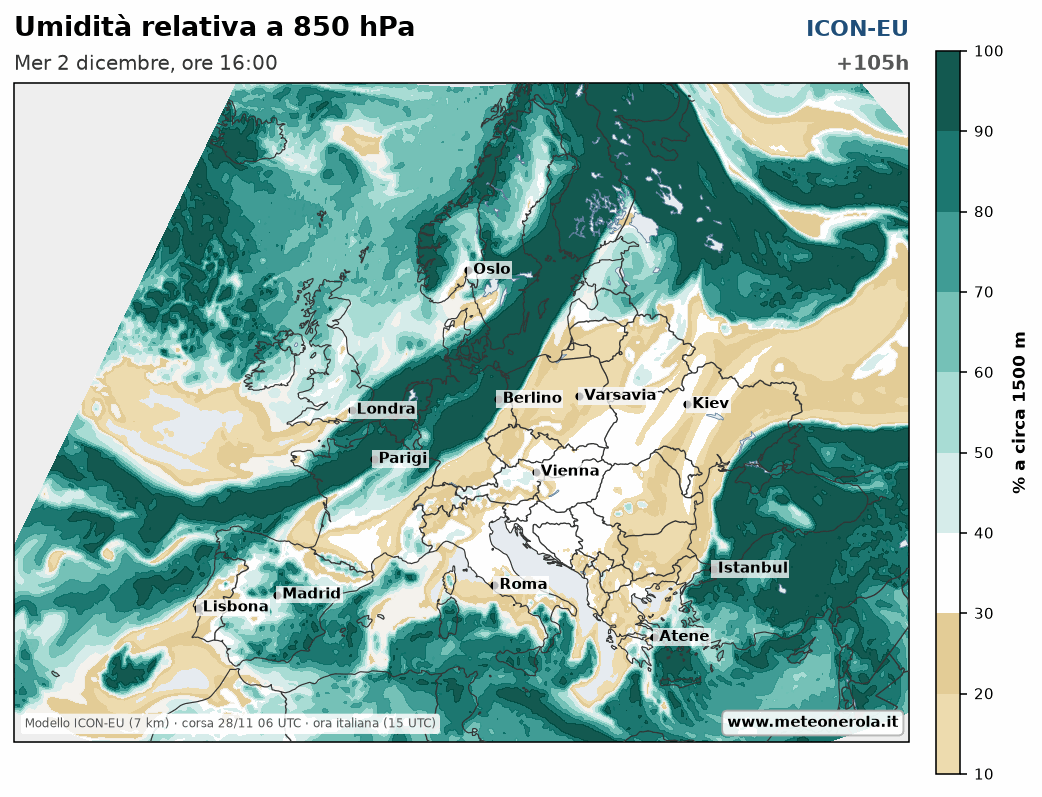 Umidità relativa a 850 hPa
ICON-EU
Mer 2 dicembre, ore 16:00
+105h
100
90
80
70
60
50
40
30
20
10
% a circa 1500 m
Oslo
Londra
Berlino
Varsavia
Kiev
Parigi
Vienna
Istanbul
Roma
Madrid
Lisbona
Atene
Modello ICON-EU (7 km) · corsa 28/11 06 UTC · ora italiana (15 UTC)
www.meteonerola.it